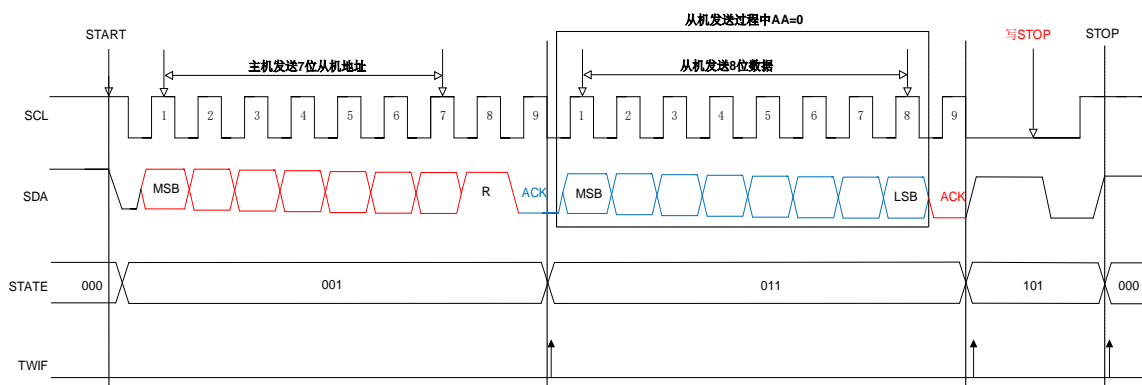 从机发送过程中AA=0
START
写STOP
STOP
主机发送7位从机地址
从机发送8位数据
SCL
1 2 3 4 5 6 7 8 9 1 2 3 4 5 6 7 8 9
SDA
MSB
R
ACK
MSB
LSB
ACK
STATE
000
001
011
101
000
TWIF